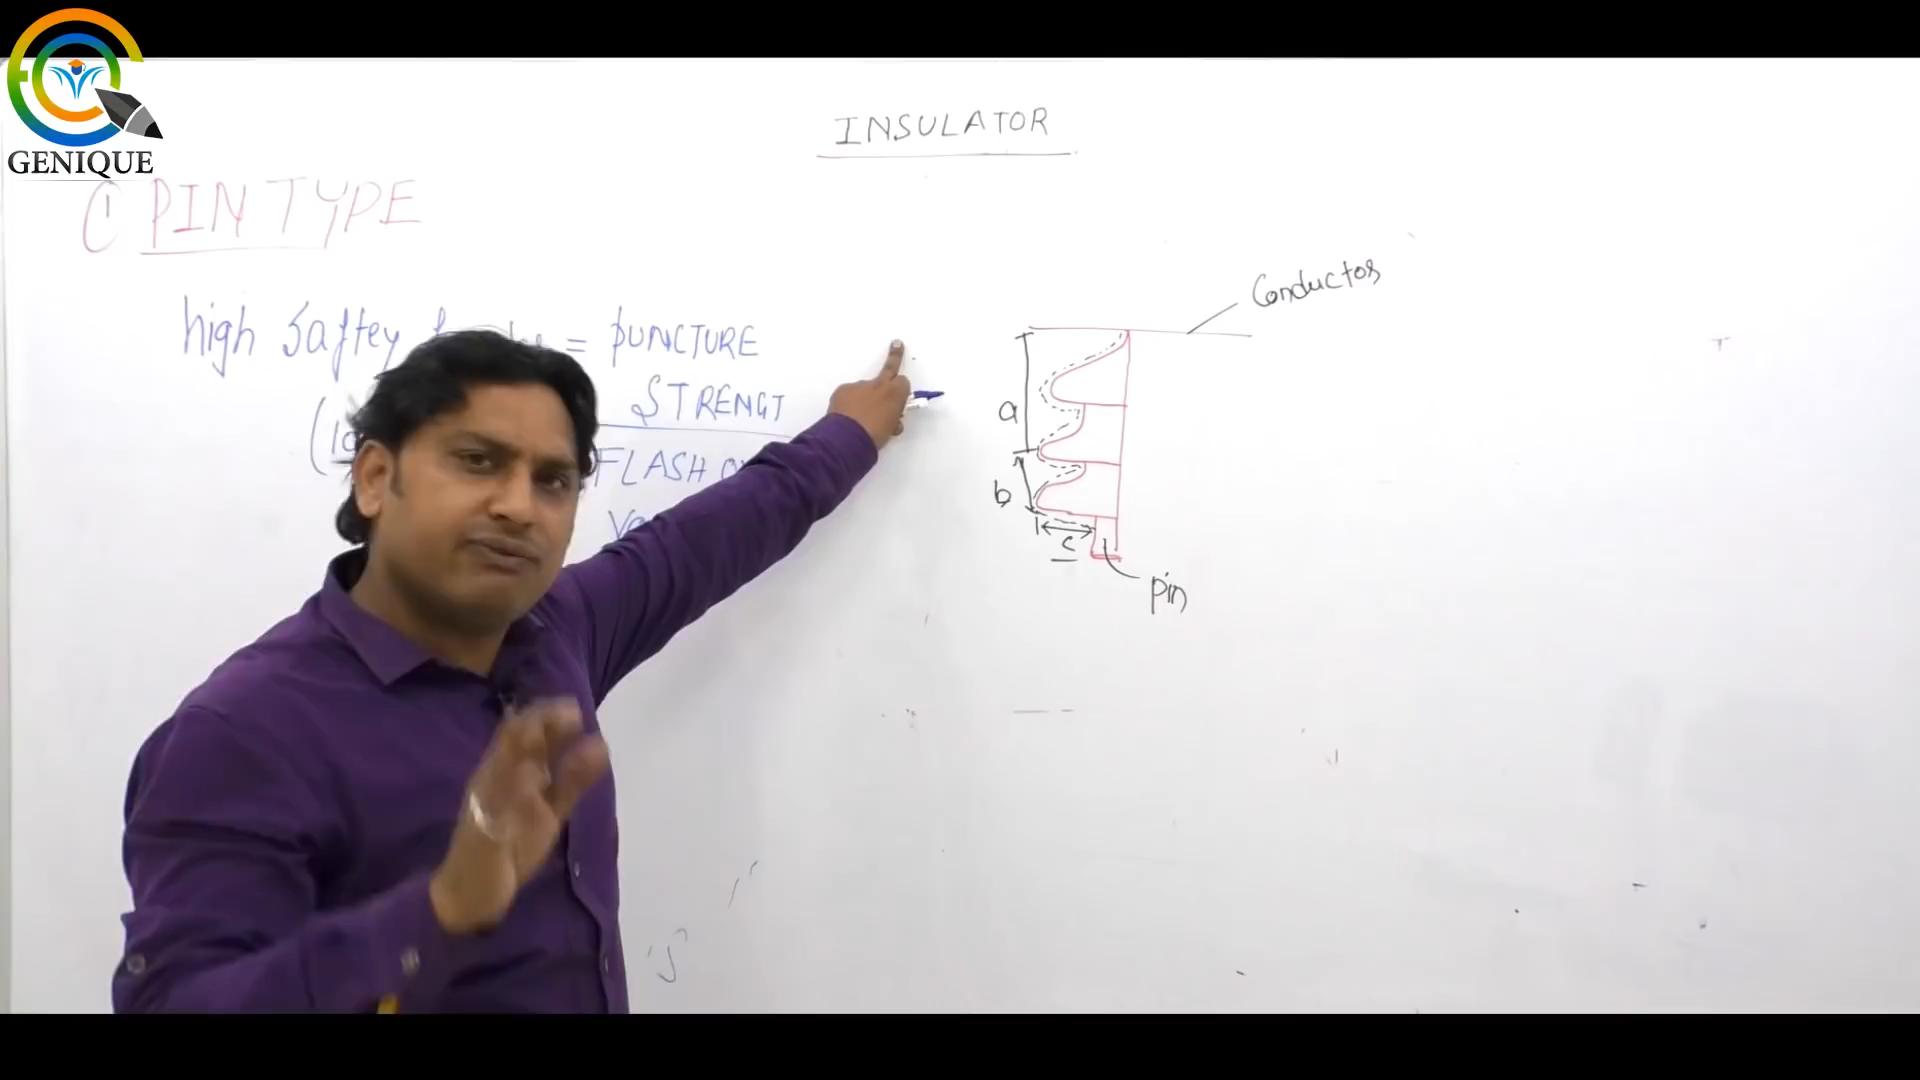 GENIQUE
INSULATOR
① PIN TYPE
high Saftey = PUNCTURE
STRENGT
FLASH
Conductor
a
b
c
pin